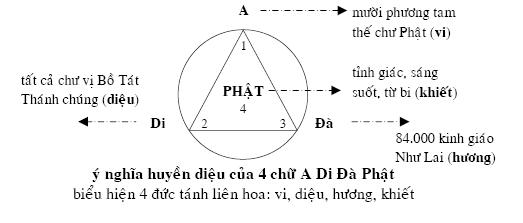 A
mười phương tam
thế chư Phật (vi)
1
tất cả chư vị Bồ Tát
Thánh chúng (diệu)
PHẬT
4
tỉnh giác, sáng
suốt, từ bi (khiết)
Di
2
3
Đà
84.000 kinh giáo
Như Lai (hương)
ý nghĩa huyền diệu của 4 chữ A Di Đà Phật
biểu hiện 4 đức tánh liên hoa: vi, diệu, hương, khiết